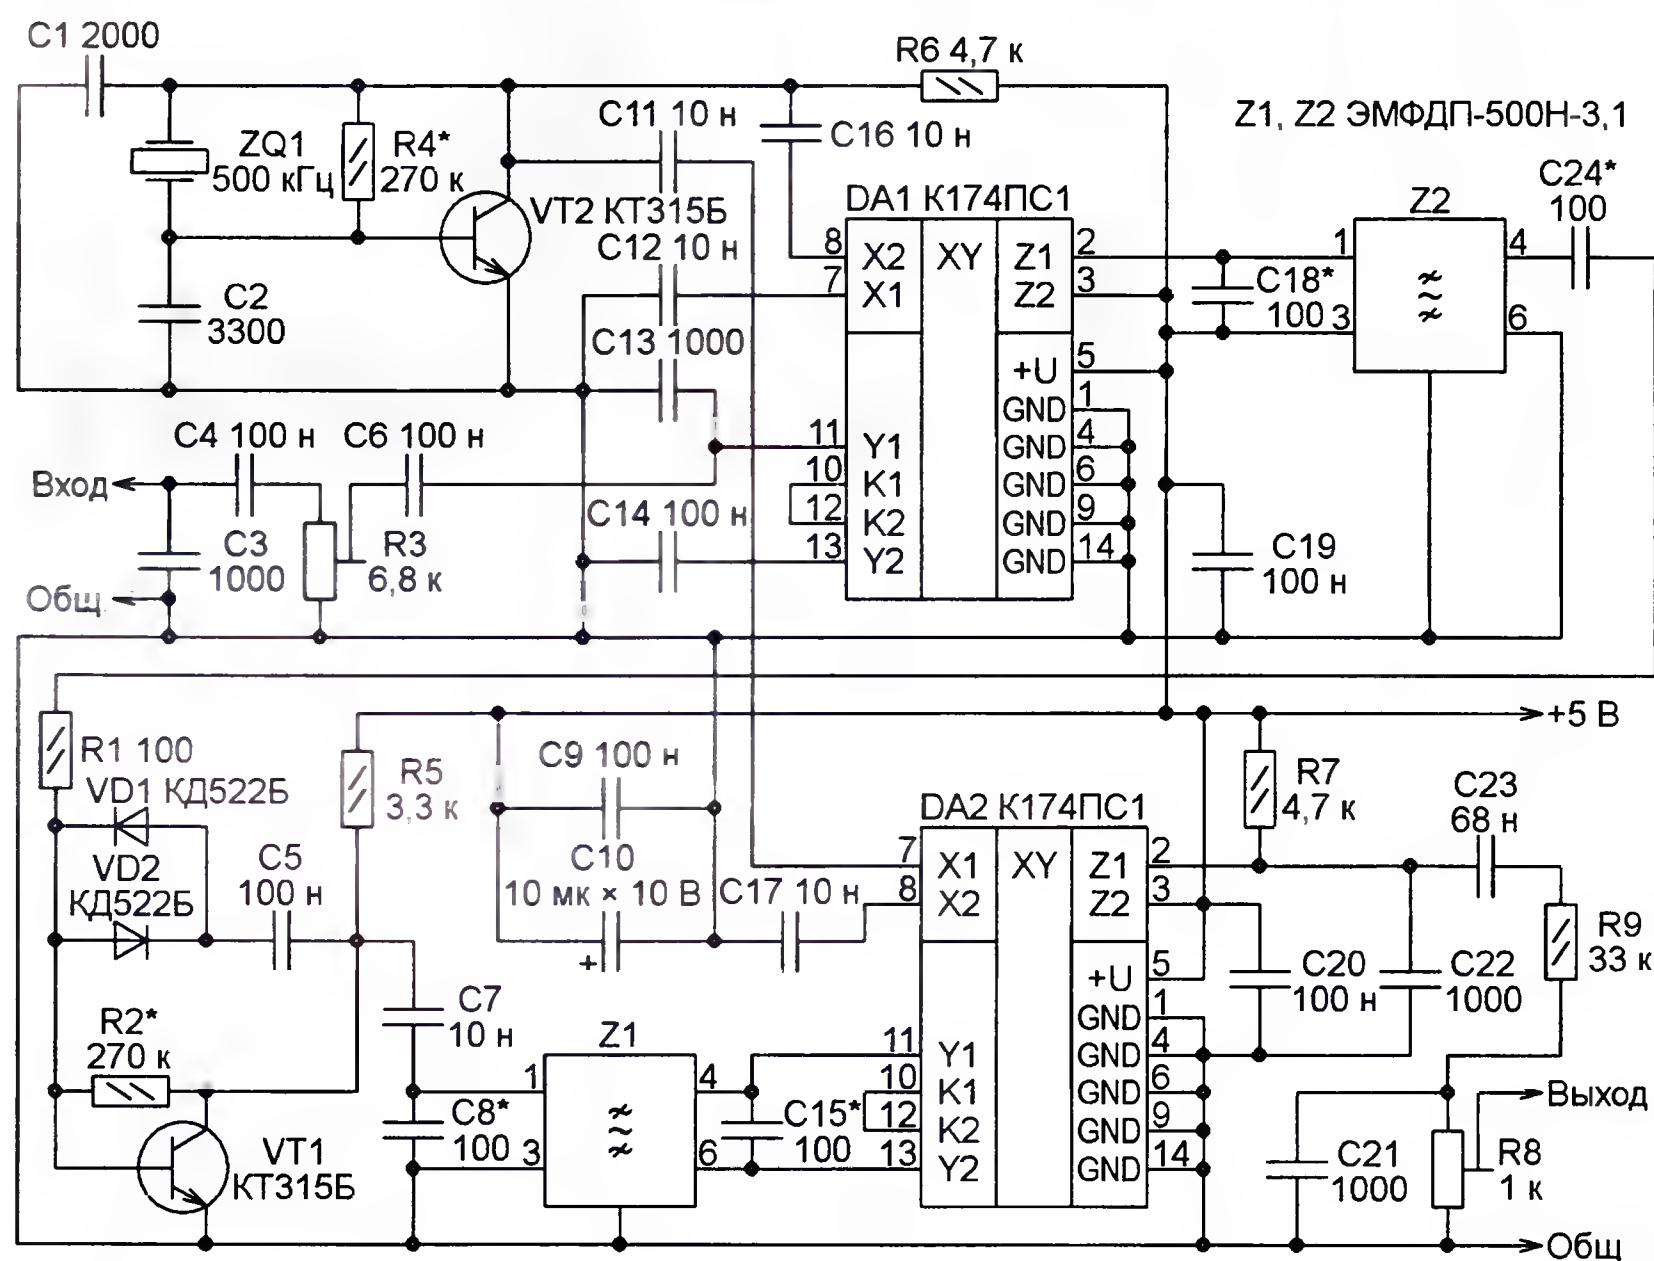 C1 2000
R6 4,7 к
C11 10 н
C16 10 н
Z1, Z2 ЭМФДП-500Н-3,1
ZQ1
500 кГц
R4*
270 к
VT2 КТ315Б
C12 10 н
DA1 К174ПС1
Z2
C24*
100
8 X2 XY Z1 2
7 X1 Z2 3
C18*
100
1
3
4
6
C2
3300
C13 1000
+U 5
GND 1
C4 100 н
C6 100 н
11 Y1 GND 4
Вход
10 K1 GND 6
C14 100 н
12 K2 GND 9
13 Y2 GND 14
C3
1000
R3
6,8 к
C19
100 н
Общ
+5 В
R1 100
VD1 КД522Б
R5
3,3 к
C9 100 н
R7
4,7 к
DA2 К174ПС1
C23
68 н
VD2
КД522Б
C5
100 н
C10
10 мк × 10 В
+
C17 10 н
7 X1 XY Z1 2
8 X2 Z2 3
R9
33 к
+U 5
C20
100 н
C22
1000
C7
10 н
GND 1
R2*
270 к
Z1
11 Y1 GND 4
10 K1 GND 6
12 K2 GND 9
13 Y2 GND 14
1
3
4
6
C8*
100
C15*
100
Выход
VT1
КТ315Б
C21
1000
R8
1 к
Общ